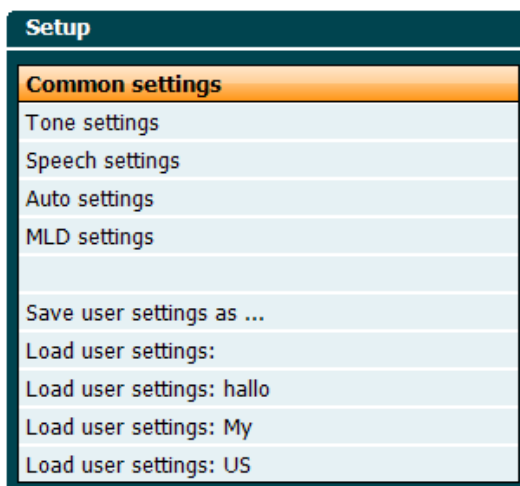 Setup
Common settings
Tone settings
Speech settings
Auto settings
MLD settings
Save user settings as ...
Load user settings:
Load user settings: hallo
Load user settings: My
Load user settings: US